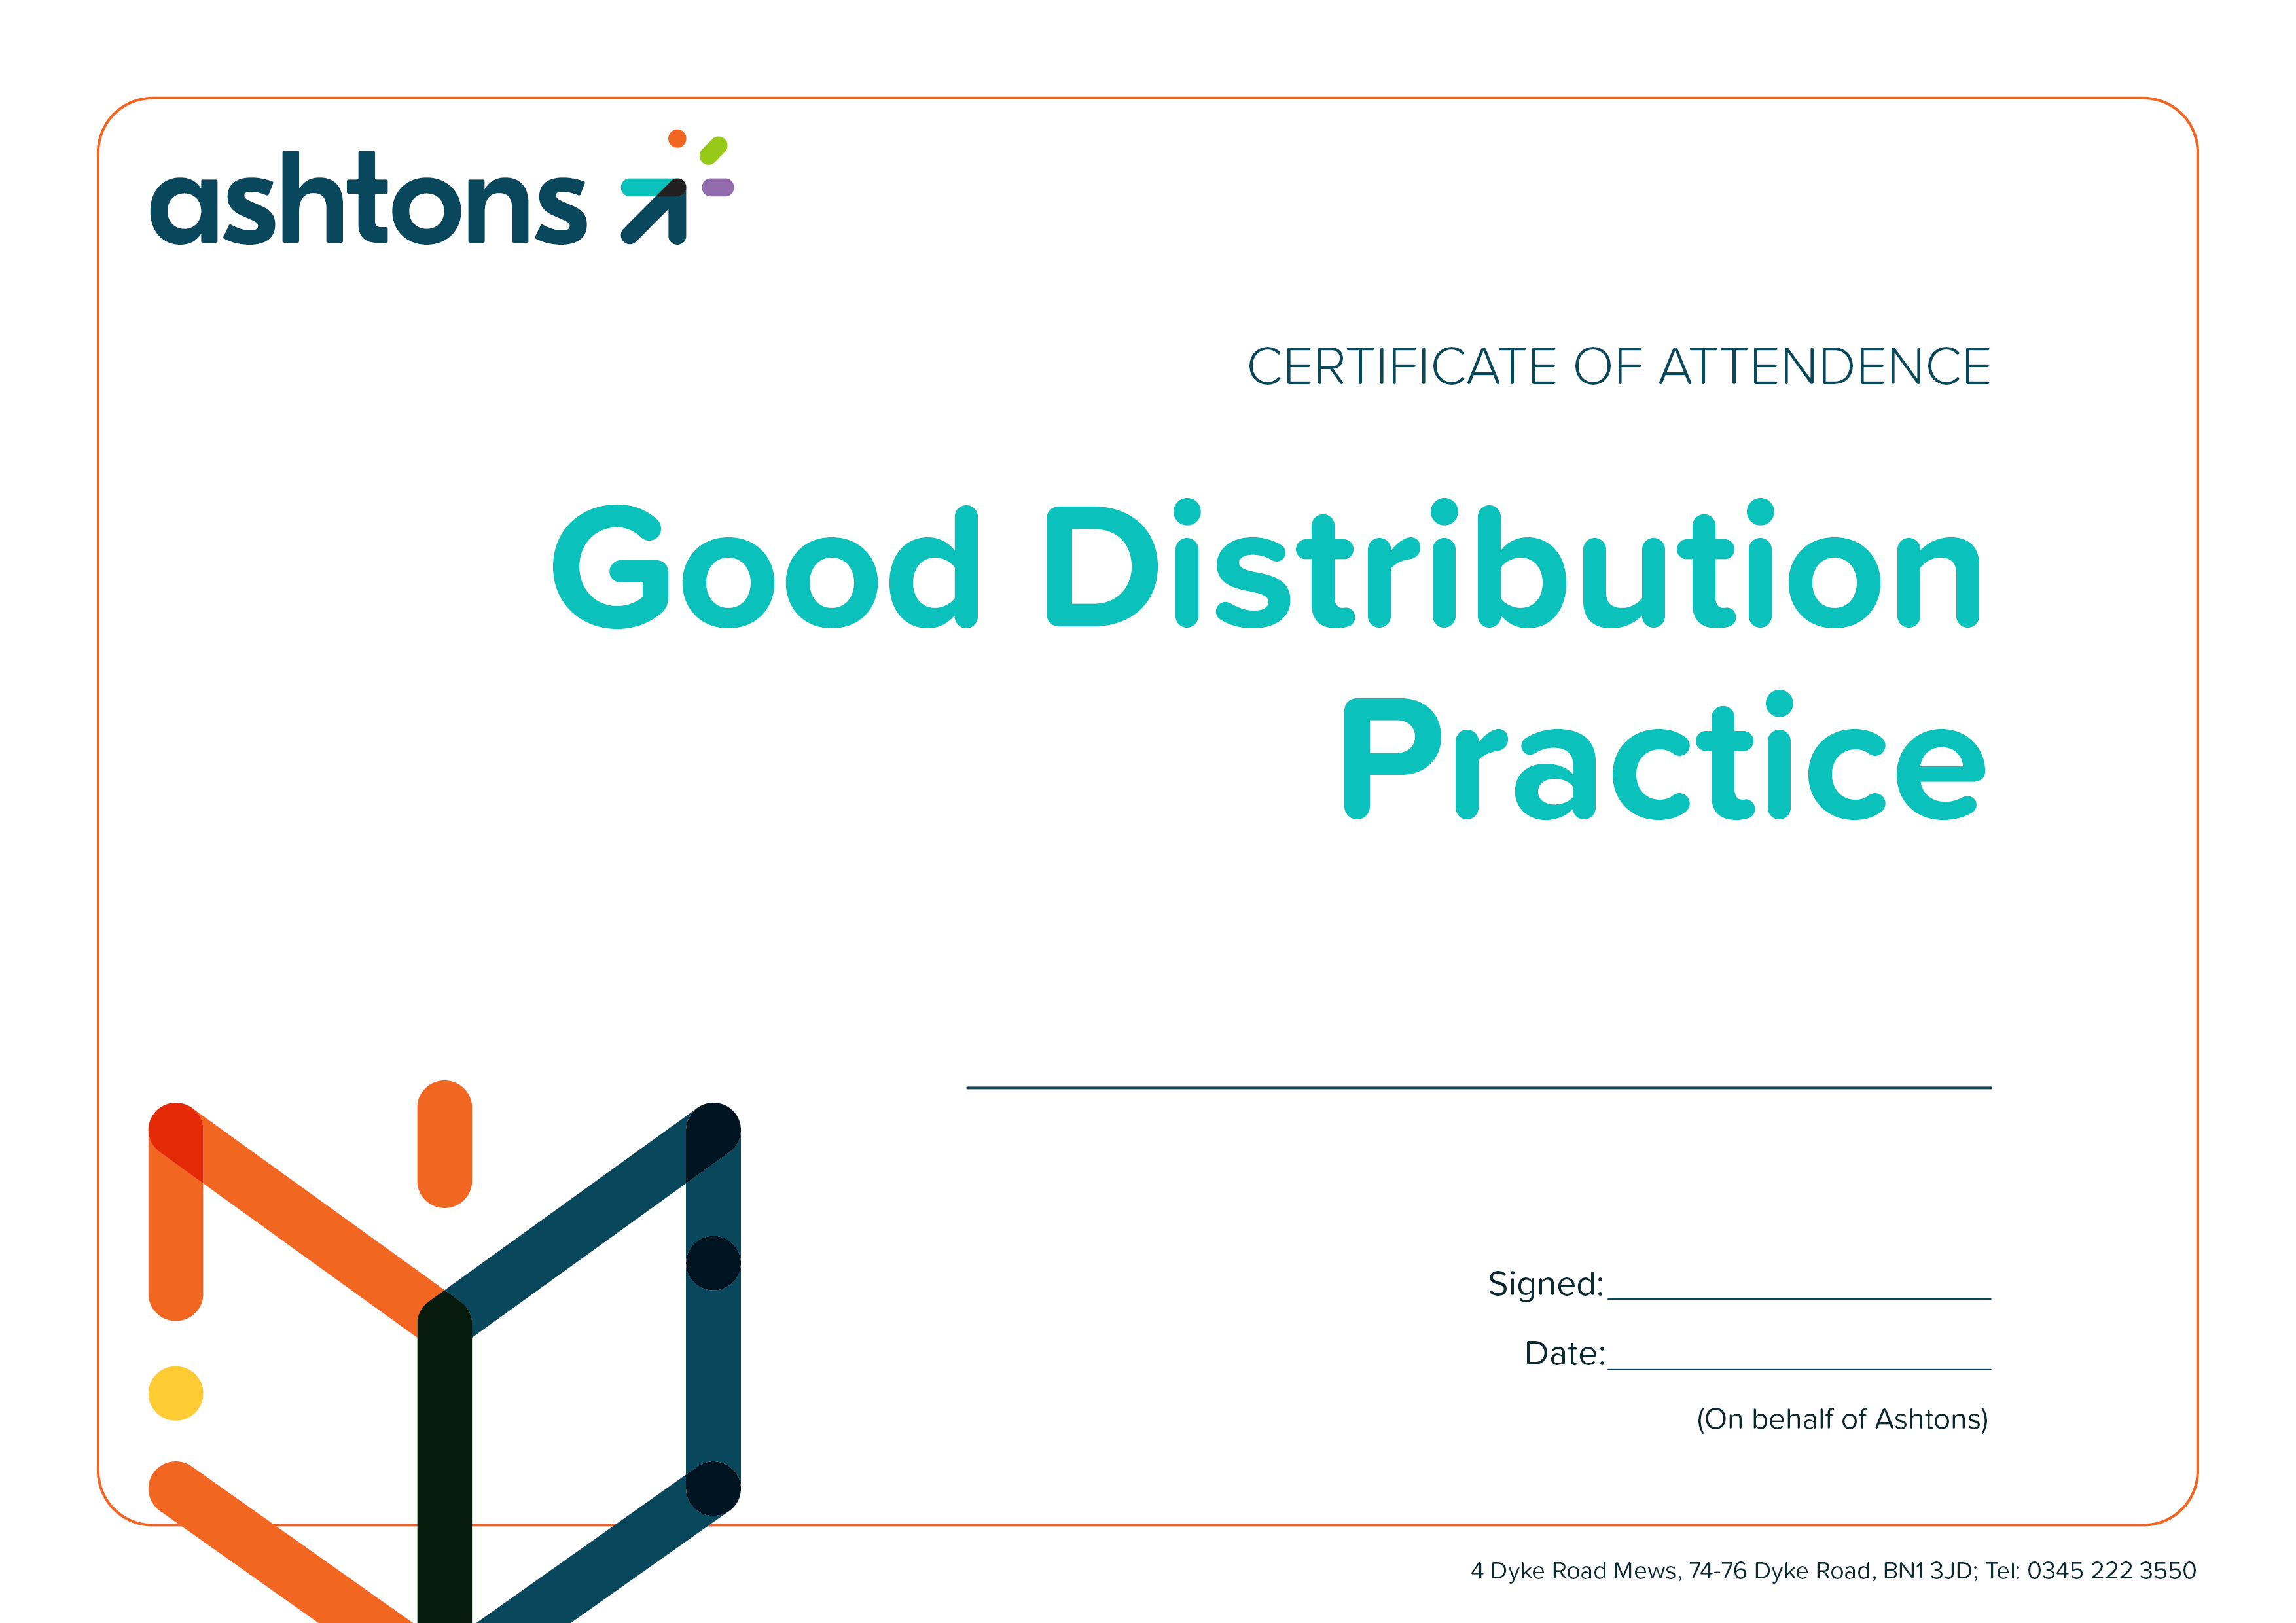 ashtons
CERTIFICATE OF ATTENDENCE
Good Distribution
Practice
Signed:
Date:
(On behalf of Ashtons)
4 Dyke Road Mews, 74-76 Dyke Road, BN1 3JD; Tel: 0345 222 3550